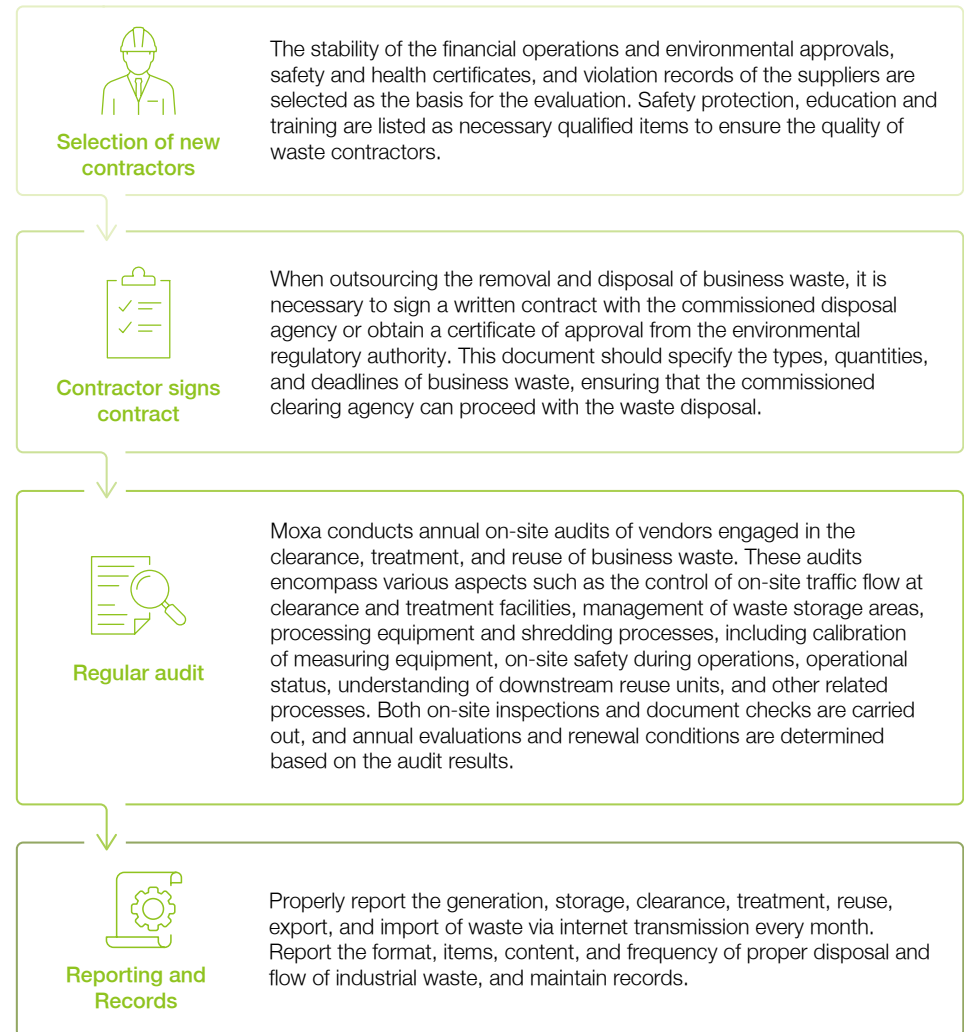 The stability of the financial operations and environmental approvals,
safety and health certificates, and violation records of the suppliers are
selected as the basis for the evaluation. Safety protection, education and
training are listed as necessary qualified items to ensure the quality of
waste contractors.
Selection of new
contractors
When outsourcing the removal and disposal of business waste, it is
necessary to sign a written contract with the commissioned disposal
agency or obtain a certificate of approval from the environmental
regulatory authority. This document should specify the types, quantities,
and deadlines of business waste, ensuring that the commissioned
clearing agency can proceed with the waste disposal.
Contractor signs
contract
Moxa conducts annual on-site audits of vendors engaged in the
clearance, treatment, and reuse of business waste. These audits
encompass various aspects such as the control of on-site traffic flow at
clearance and treatment facilities, management of waste storage areas,
processing equipment and shredding processes, including calibration
of measuring equipment, on-site safety during operations, operational
status, understanding of downstream reuse units, and other related
processes. Both on-site inspections and document checks are carried
out, and annual evaluations and renewal conditions are determined
based on the audit results.
Regular audit
Properly report the generation, storage, clearance, treatment, reuse,
export, and import of waste via internet transmission every month.
Report the format, items, content, and frequency of proper disposal and
flow of industrial waste, and maintain records.
Reporting and
Records